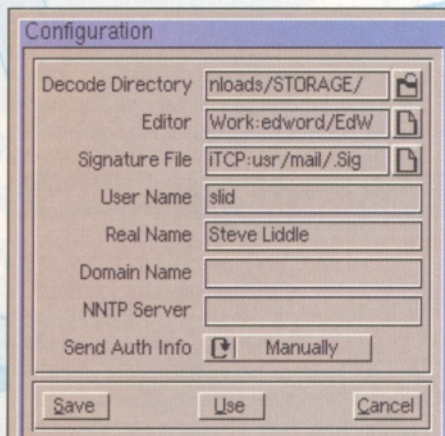 Configuration
Decode Directory nloads/STORAGE/
Editor Work:edword/EdW
Signature File iTCP:usr/mail/.Sig
User Name slid
Real Name Steve Liddle
Domain Name
NNTP Server
Send Auth Info Manually
Save Use Cancel